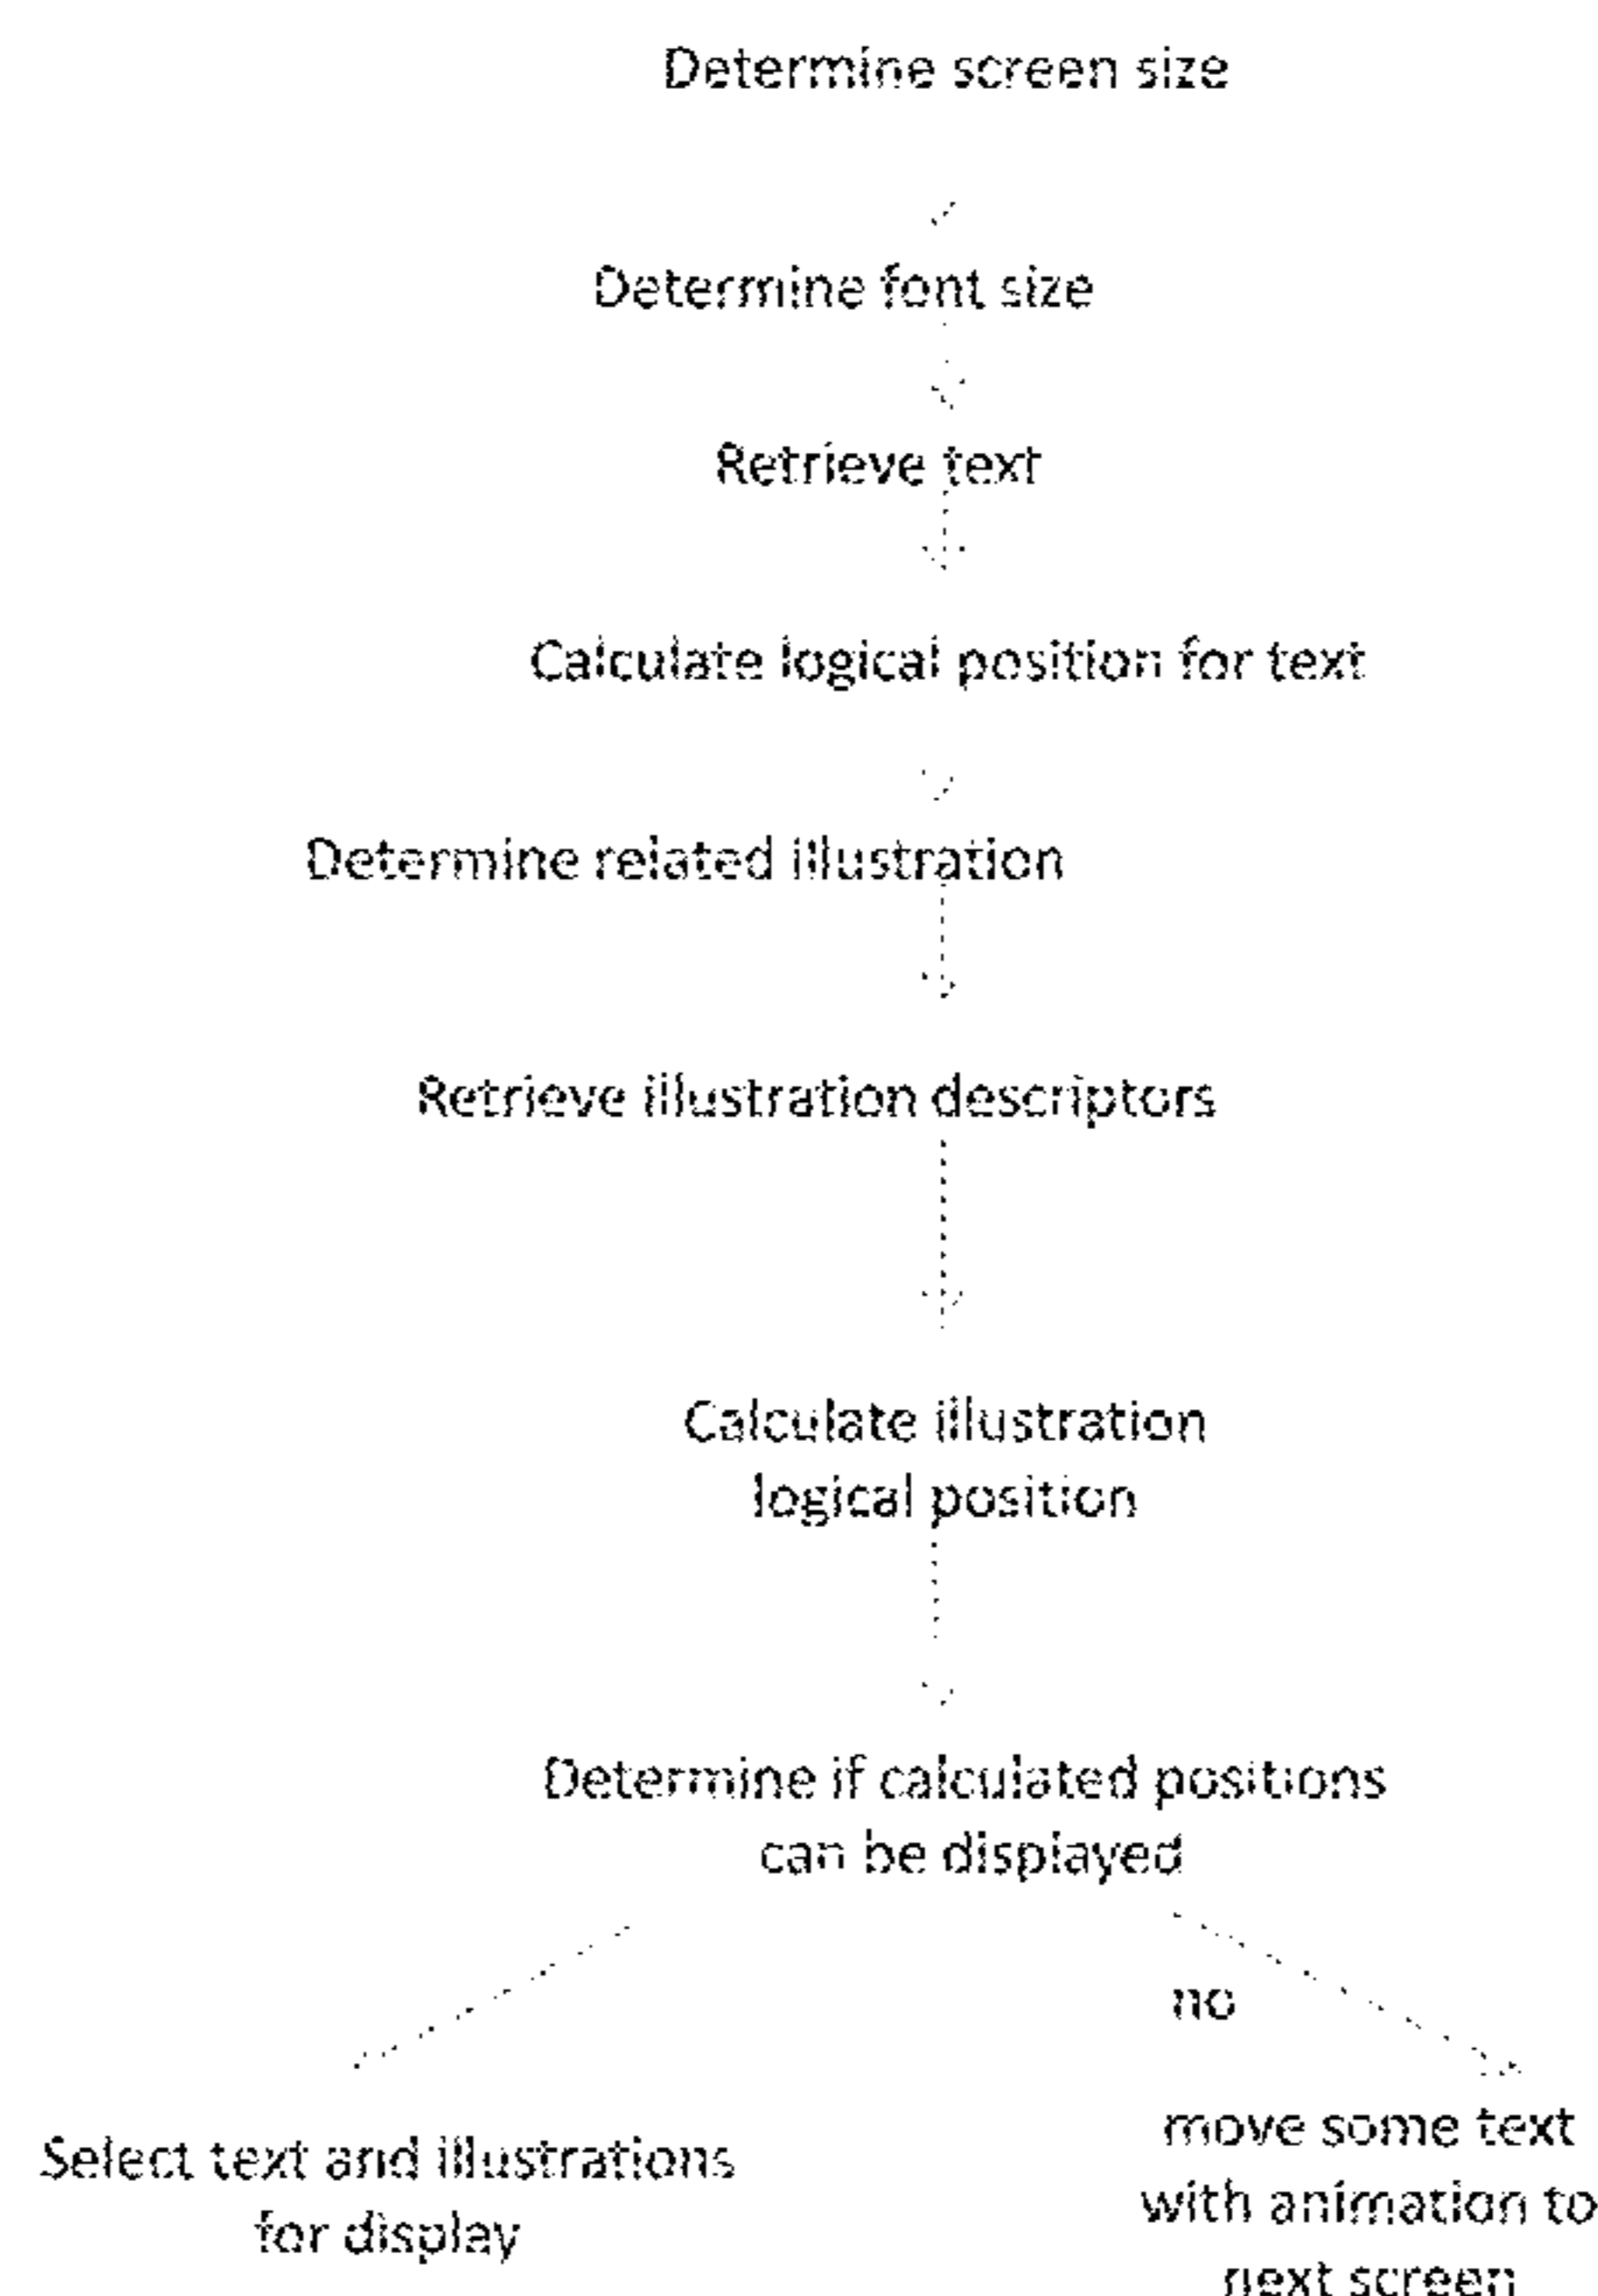 Determine screen size
Determine font size
Retrieve text
Calculate logical position for text
Determine related illustration
Retrieve illustration descriptors
Calculate illustration
logical position
Determine if calculated positions
can be displayed
no
Select text and illustrations
for display
move some text
with animation to
next screen